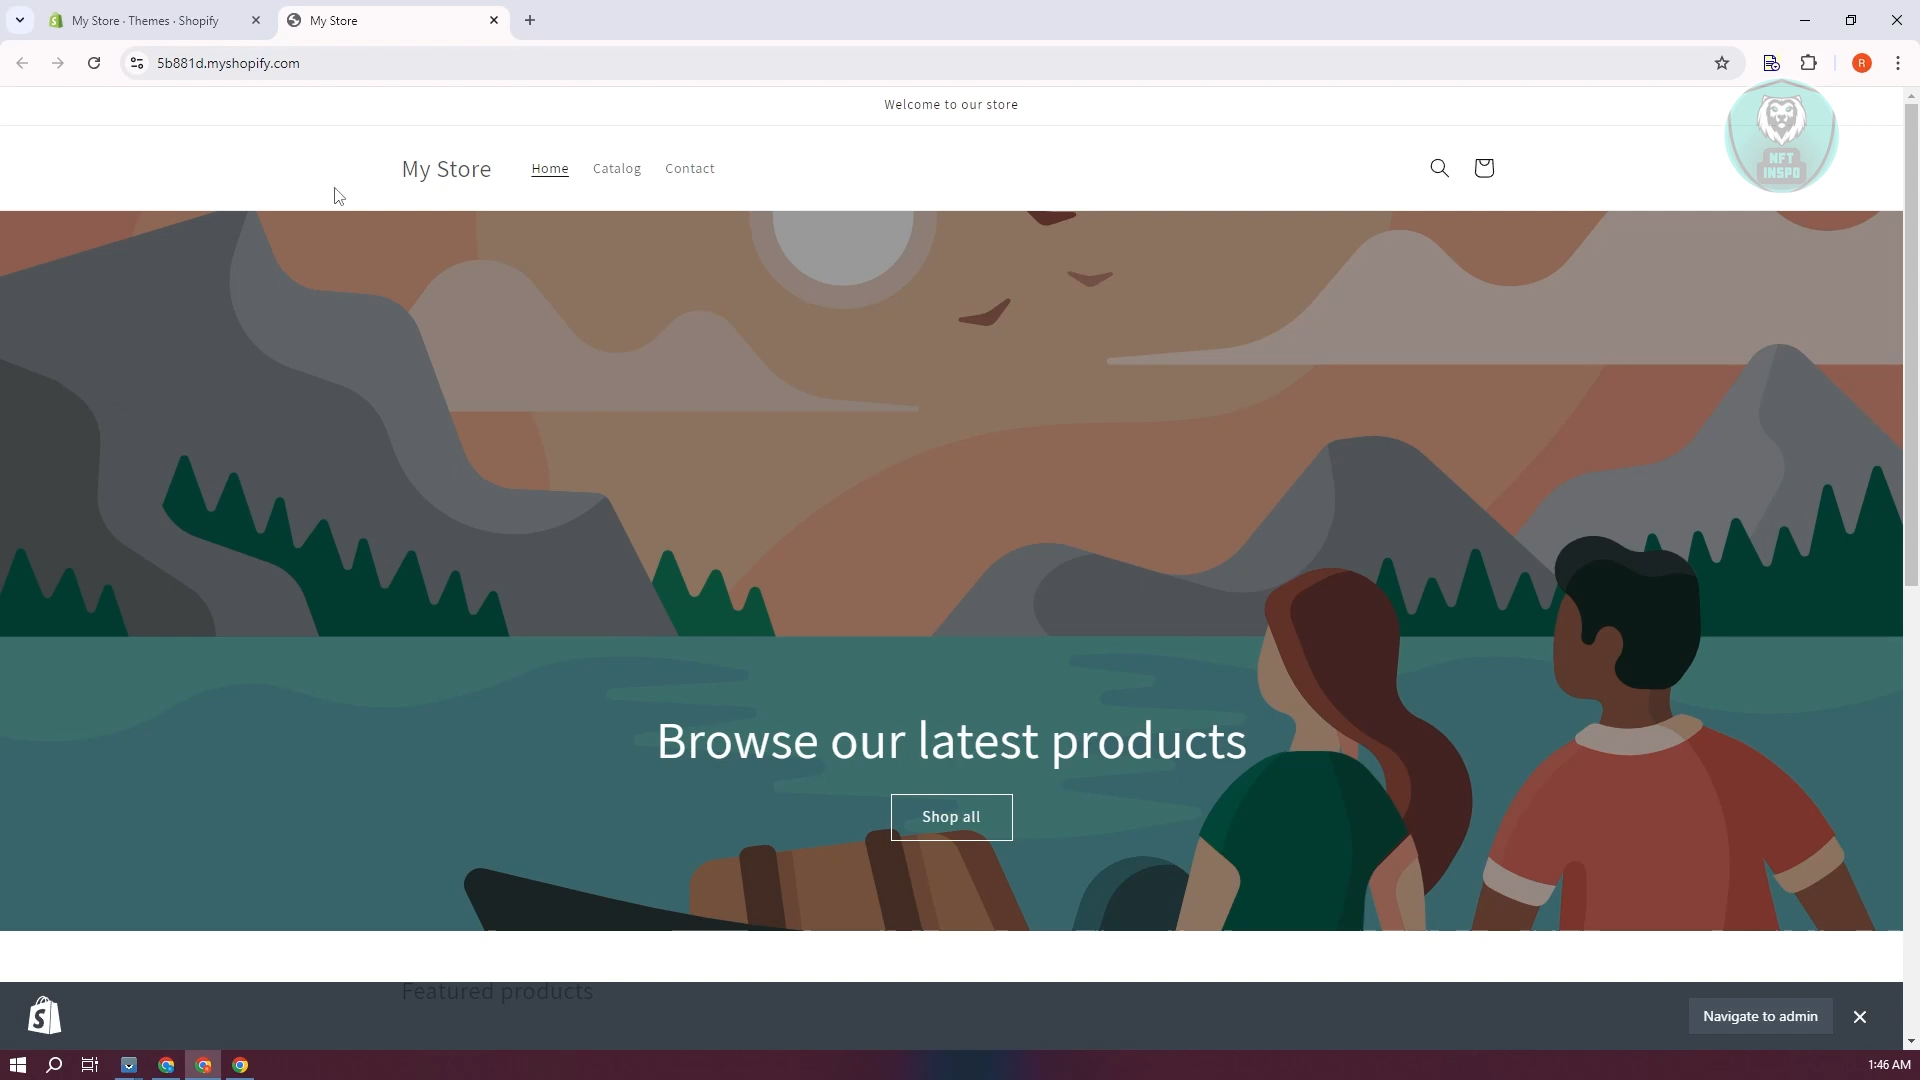 My Store · Themes · Shopify
My Store
5b881d.myshopify.com
R
Welcome to our store
NFT
INSPO
My Store
Home
Catalog
Contact
Browse our latest products
Shop all
Featured products
Navigate to admin
1:46 AM